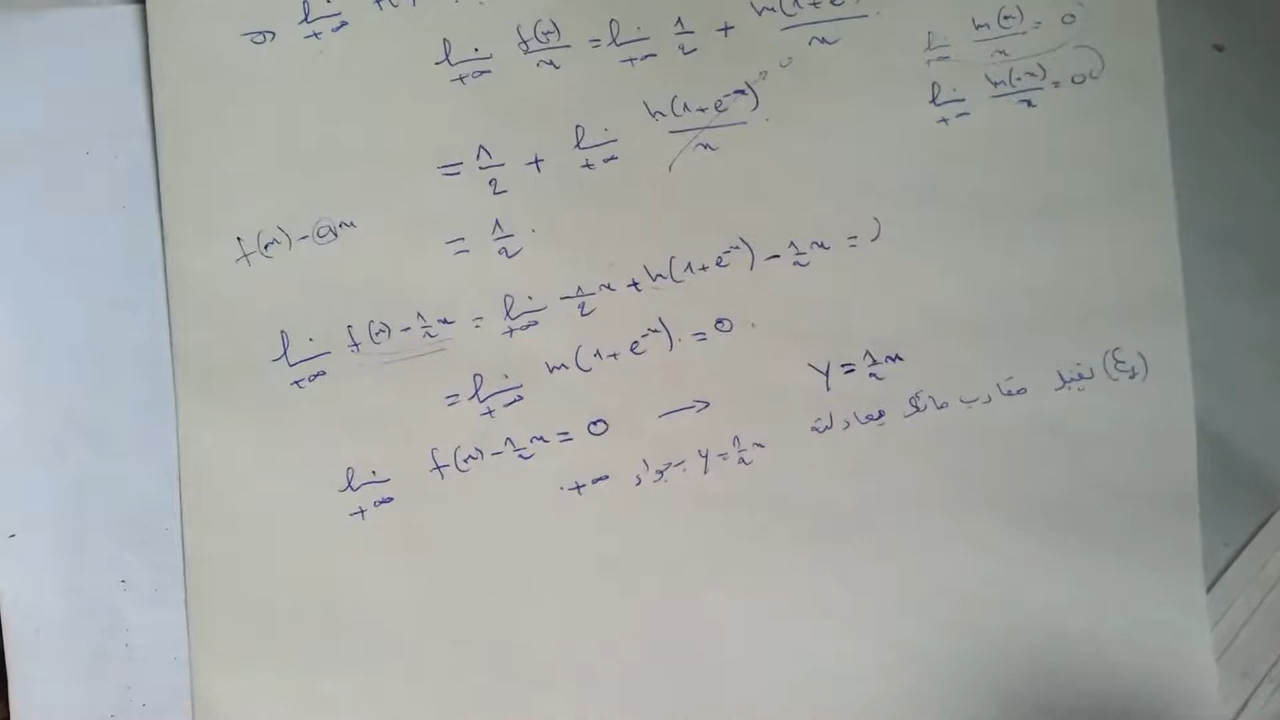 ⇒ lim +∞
lim +∞ f(x)/x = lim +∞ 1/2 + ln(1+e / x
lim +∞ ln(x)/x = 0
= 1/2 + lim +∞ ln(1+e^-x)/x 0
lim +∞ ln(-x)/x = 0
f(x) - ax = 1/2.
lim +∞ f(x) - 1/2 x = lim +∞ 1/2 x + ln(1+e^-x) - 1/2 x =
= lim +∞ ln(1+e^-x) = 0.
lim +∞ f(x) - 1/2 x = 0 → y = 1/2 x
يقبل مقارب مائل معادلته
y = 1/2 x بجوار +∞.